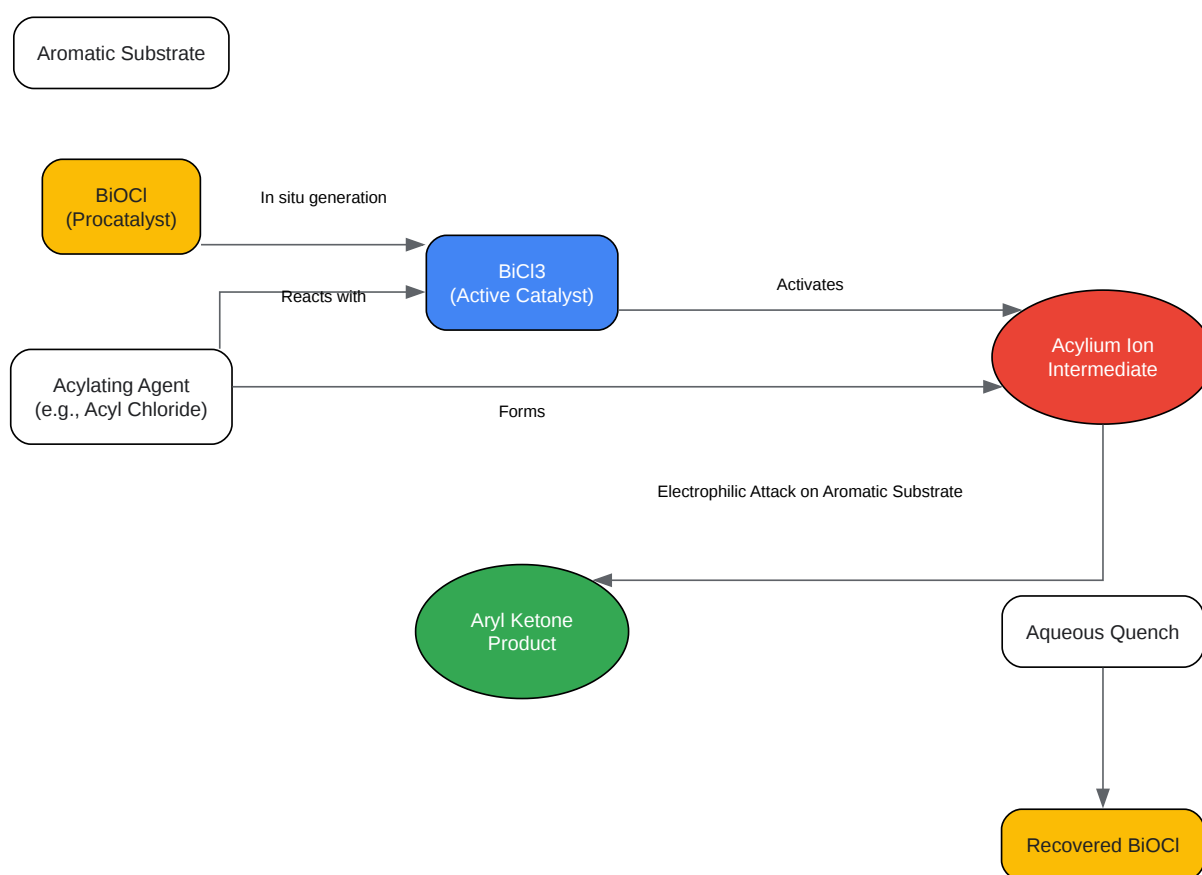 Aromatic Substrate
BiOCl
(Procatalyst)
In situ generation
BiCl3
(Active Catalyst)
Reacts with
Activates
Acylium Ion
Intermediate
Acylating Agent
(e.g., Acyl Chloride)
Forms
Electrophilic Attack on Aromatic Substrate
Aryl Ketone
Product
Aqueous Quench
Recovered BiOCl